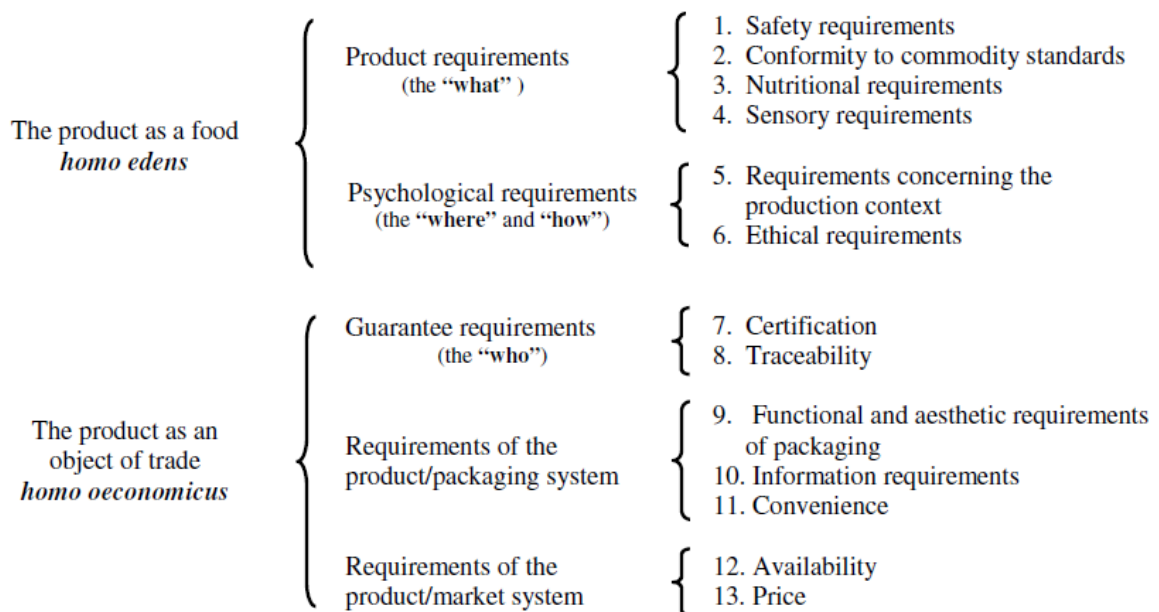 The product as a food
homo edens
Product requirements
(the “what” )
1. Safety requirements
2. Conformity to commodity standards
3. Nutritional requirements
4. Sensory requirements
Psychological requirements
(the “where” and “how”)
5. Requirements concerning the
production context
6. Ethical requirements
The product as an
object of trade
homo oeconomicus
Guarantee requirements
(the “who”)
7. Certification
8. Traceability
Requirements of the
product/packaging system
9. Functional and aesthetic requirements
of packaging
10. Information requirements
11. Convenience
Requirements of the
product/market system
12. Availability
13. Price